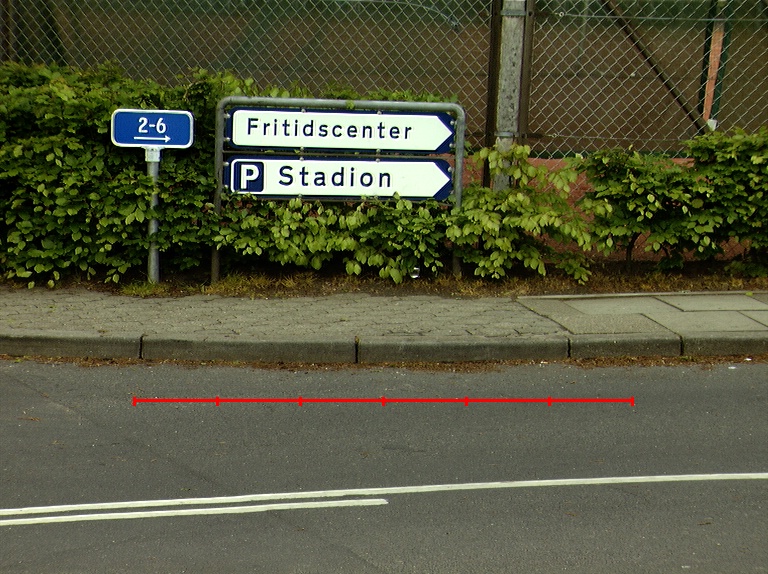 2-6
Fritidscenter
P Stadion